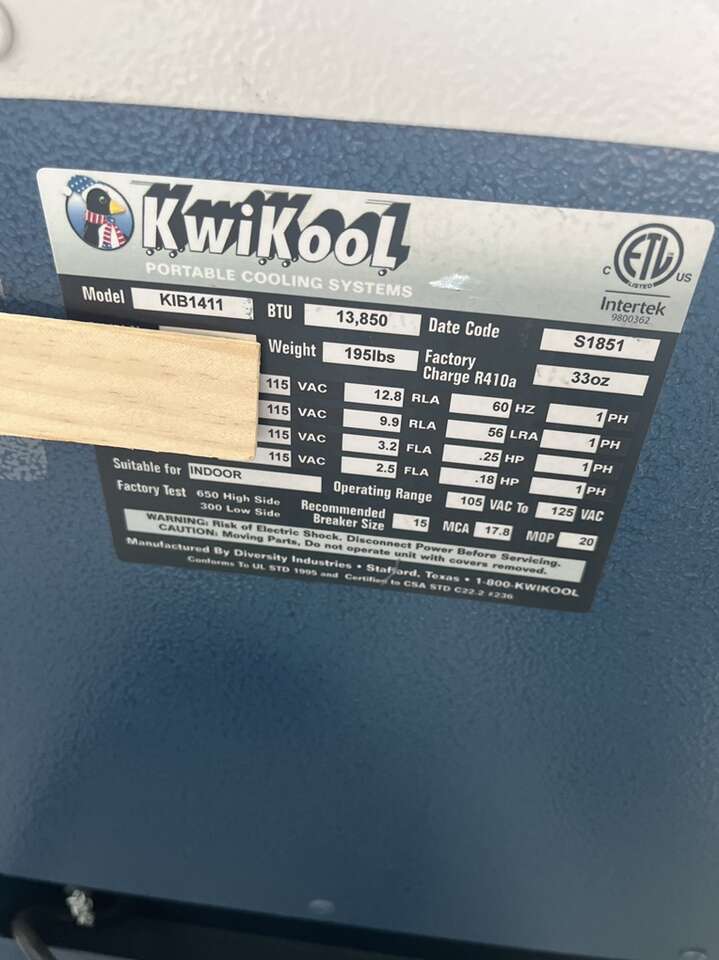 KwiKooL
PORTABLE COOLING SYSTEMS
C ETL US
LISTED
Intertek
9800362
Model KIB1411 BTU 13,850 Date Code S1851
Weight 195lbs Factory Charge R410a 33oz
115 VAC 12.8 RLA 60 HZ 1 PH
115 VAC 9.9 RLA 56 LRA 1 PH
115 VAC 3.2 FLA .25 HP 1 PH
115 VAC 2.5 FLA .18 HP 1 PH
Suitable for INDOOR Operating Range 105 VAC To 125 VAC
Factory Test 650 High Side
300 Low Side
Recommended Breaker Size 15 MCA 17.8 MOP 20
WARNING: Risk of Electric Shock. Disconnect Power Before Servicing.
CAUTION: Moving Parts, Do not operate unit with covers removed.
Manufactured By Diversity Industries • Stafford, Texas • 1-800-KWIKOOL
Conforms To UL STD 1995 and Certified to CSA STD C22.2 #236